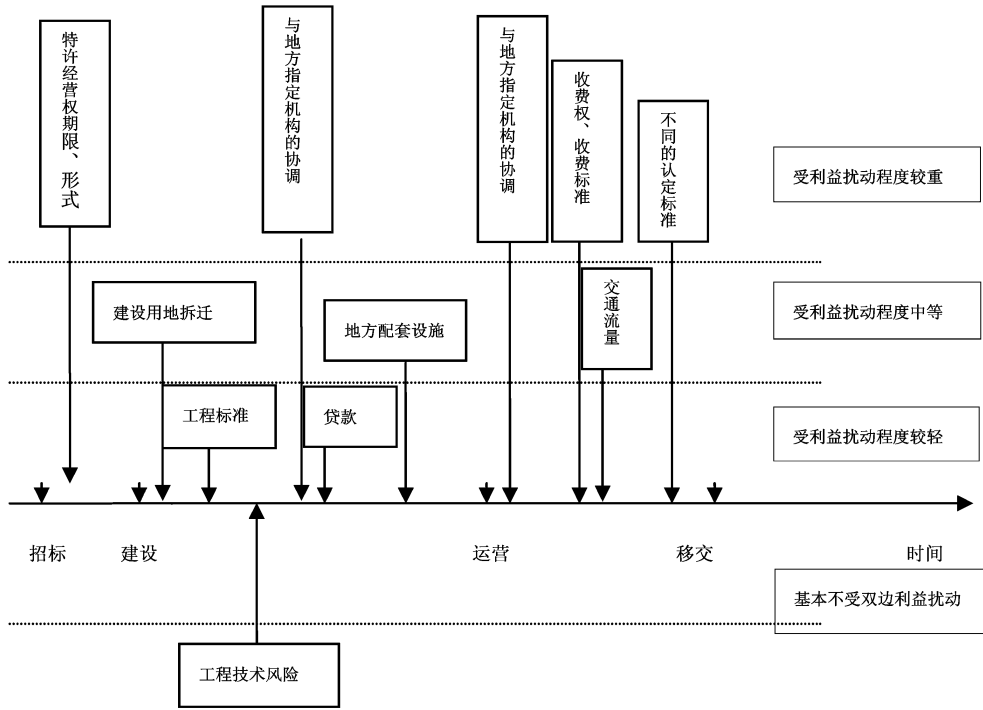 特许经营权期限、形式
与地方指定机构的协调
与地方指定机构的协调
收费权、收费标准
不同的认定标准
受利益扰动程度较重
建设用地拆迁
地方配套设施
交通流量
受利益扰动程度中等
工程标准
贷款
受利益扰动程度较轻
招标
建设
运营
移交
时间
基本不受双边利益扰动
工程技术风险